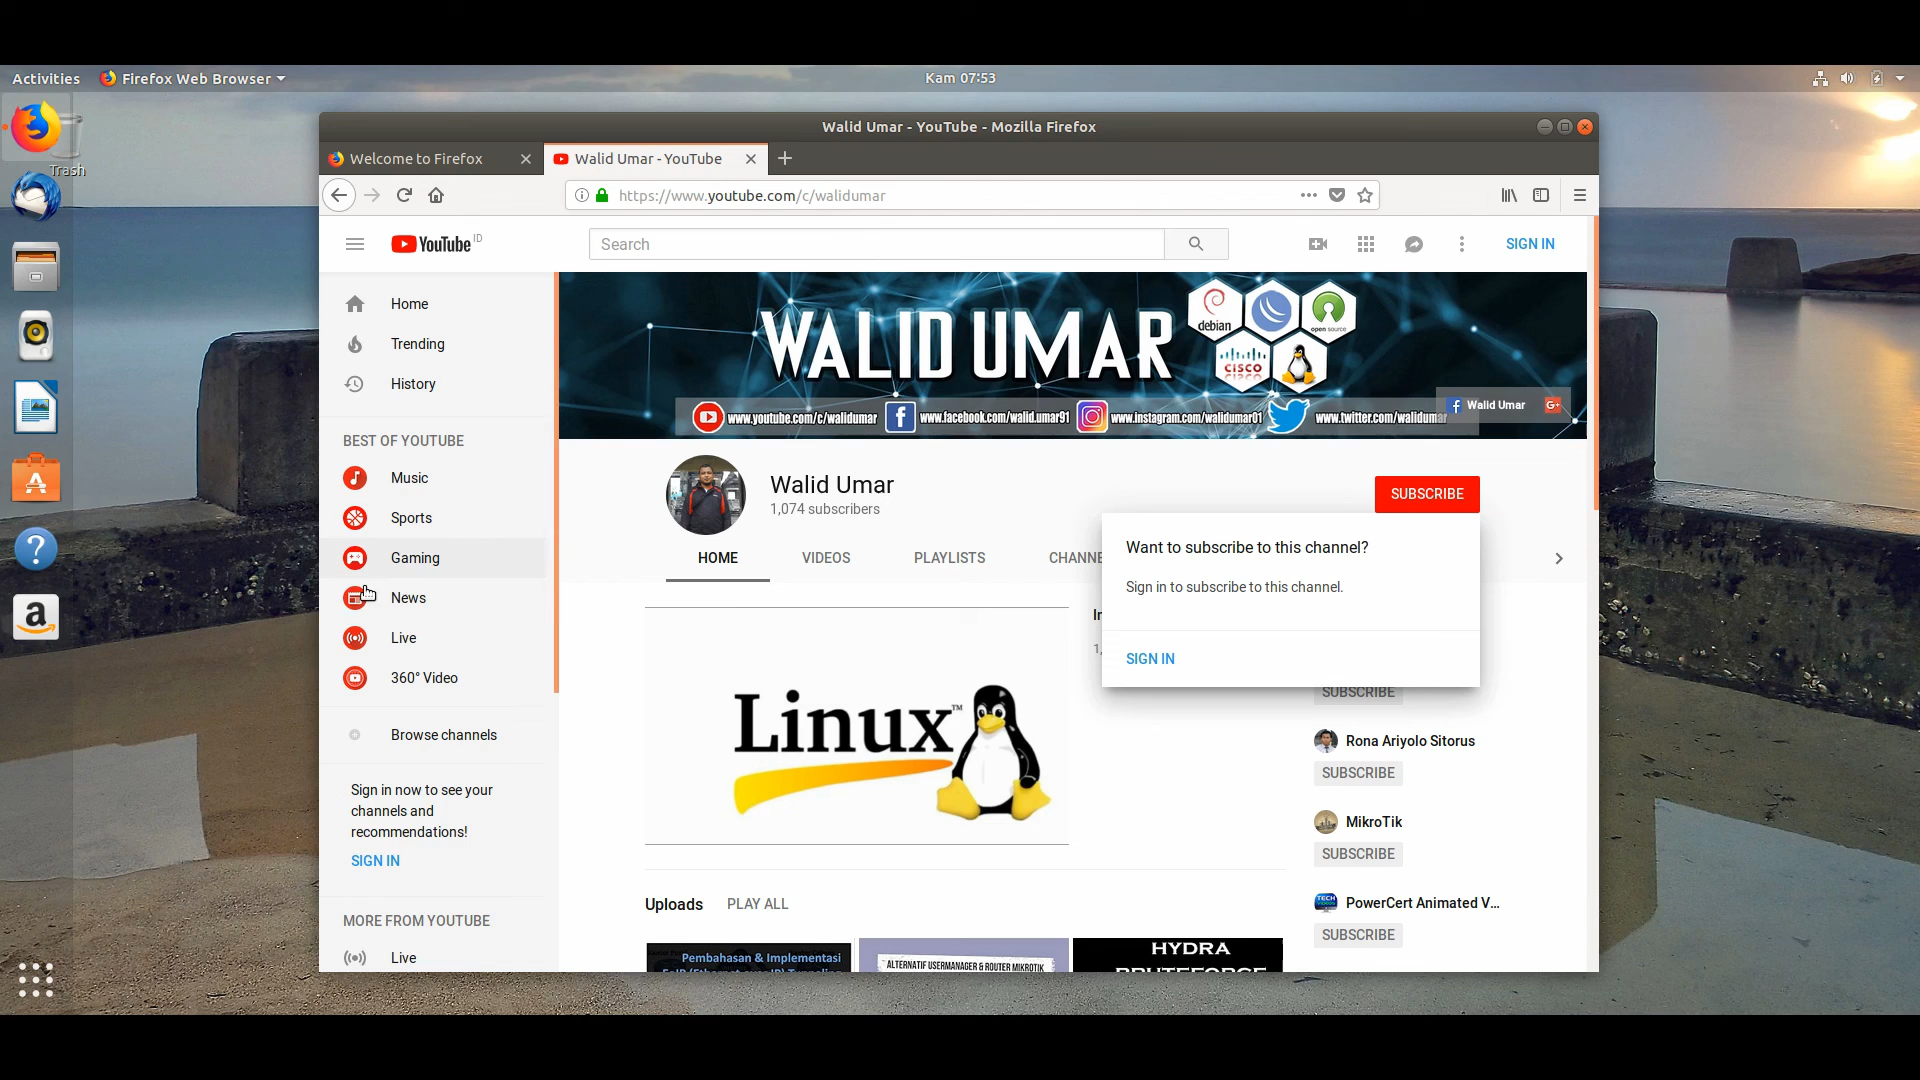 Activities
Firefox Web Browser
Kam 07:53
Trash
Walid Umar - YouTube - Mozilla Firefox
Welcome to Firefox
Walid Umar - YouTube
https://www.youtube.com/c/walidumar
YouTube ID
Search
SIGN IN
Home
Trending
History
BEST OF YOUTUBE
Music
Sports
Gaming
News
Live
360° Video
Browse channels
Sign in now to see your
channels and
recommendations!
SIGN IN
MORE FROM YOUTUBE
Live
WALID UMAR
debian
open source
CISCO
www.youtube.com/c/walidumar
www.facebook.com/walid.umar91
www.instagram.com/walidumar01
www.twitter.com/walidumar
Walid Umar
G+
Walid Umar
1,074 subscribers
SUBSCRIBE
HOME
VIDEOS
PLAYLISTS
CHANNE
Want to subscribe to this channel?
Sign in to subscribe to this channel.
SIGN IN
Linux™
SUBSCRIBE
Rona Ariyolo Sitorus
SUBSCRIBE
MikroTik
SUBSCRIBE
PowerCert Animated V...
SUBSCRIBE
Uploads
PLAY ALL
Pembahasan & Implementasi
ALTERNATIF USERMANAGER & ROUTER MIKROTIK
HYDRA